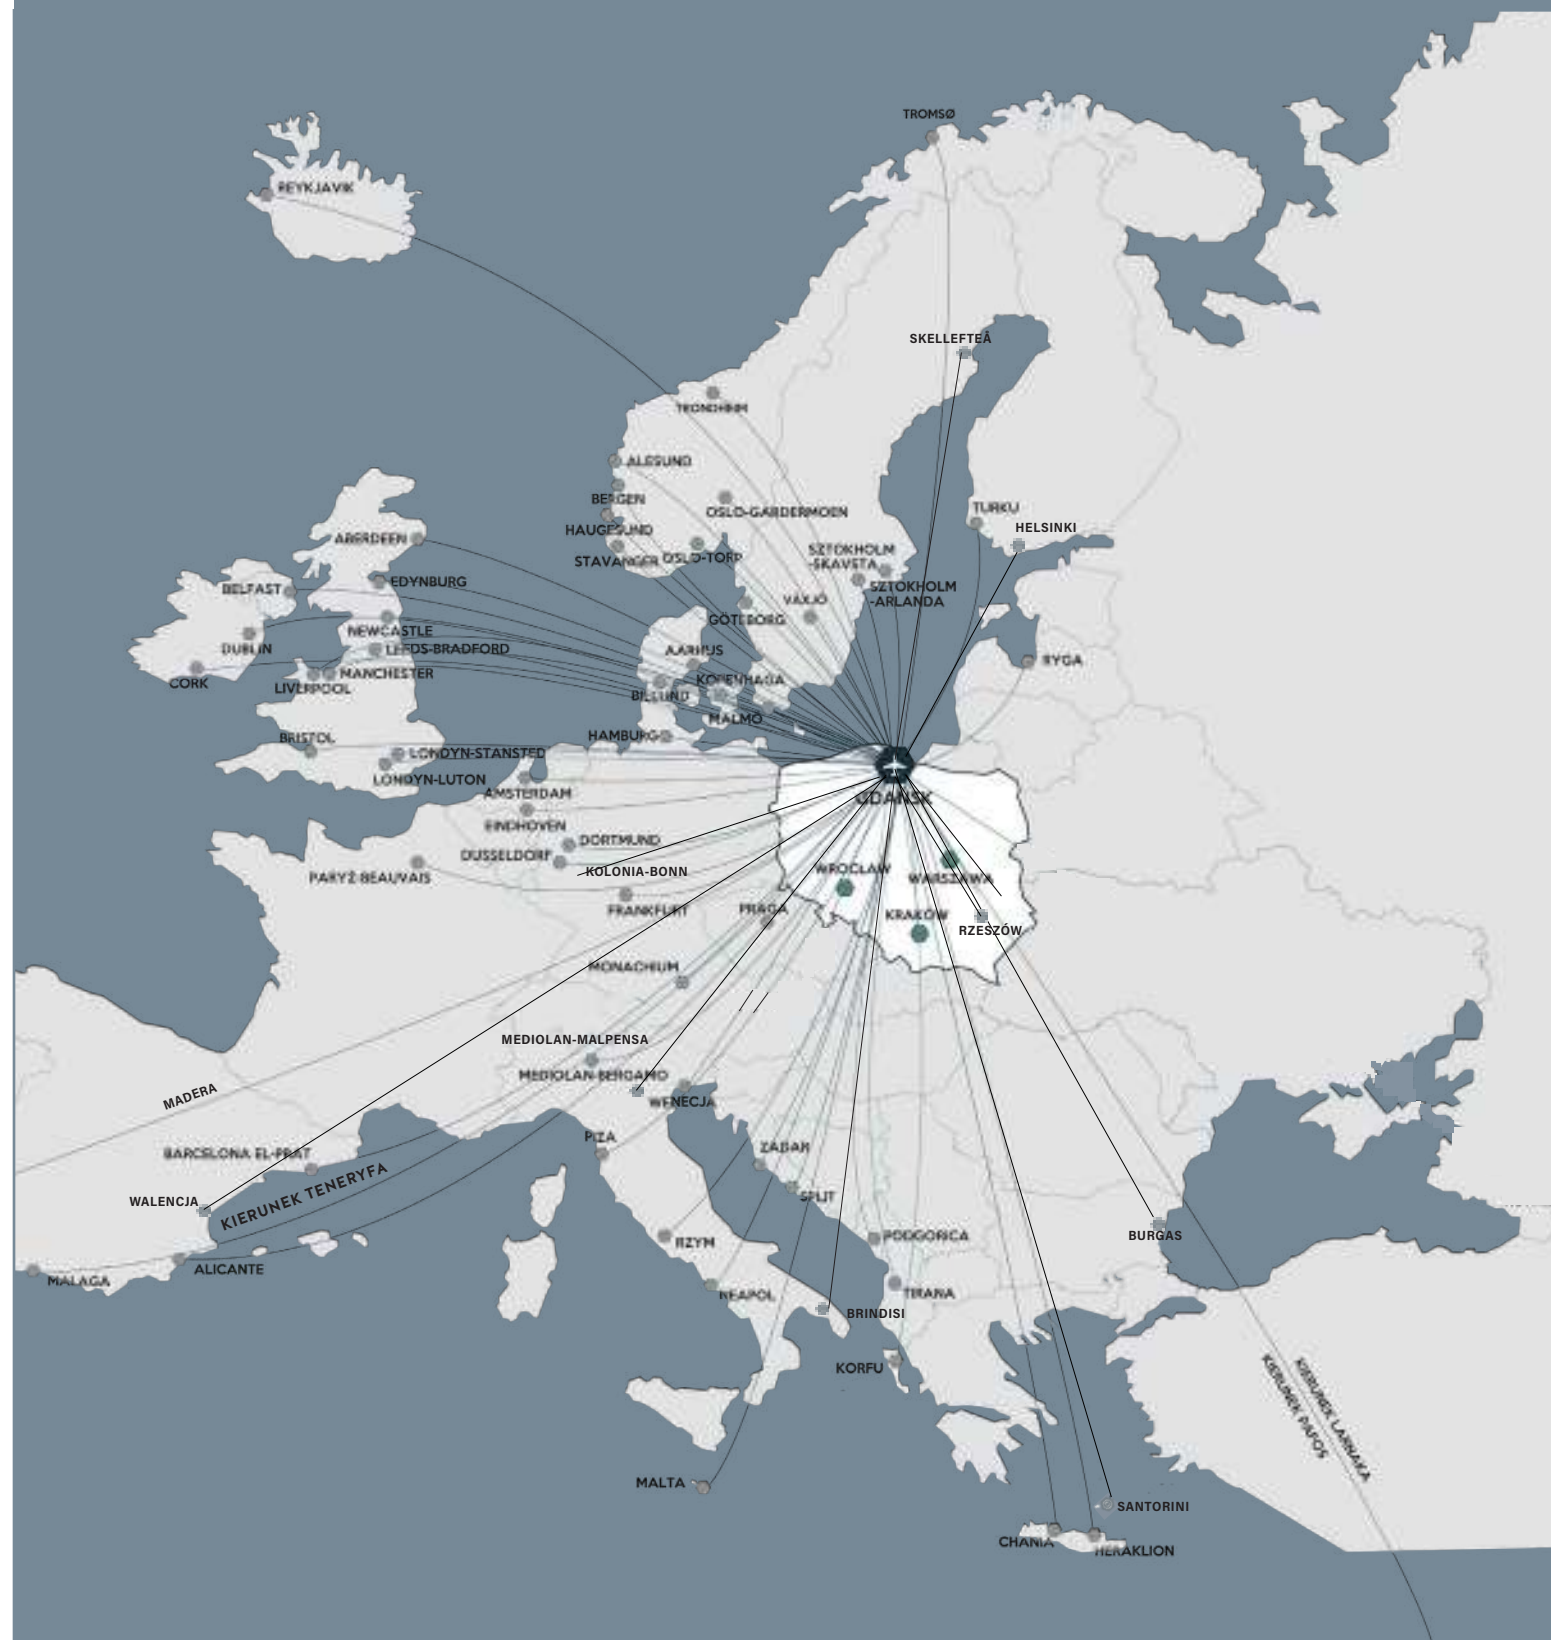 TROMSØ
REYKJAVIK
SKELLEFTEÅ
TRONDHEIM
ALESUND
BERGEN
OSLO-GARDERMOEN
TURKU
HAUGESUND
HELSINKI
ABERDEEN
STAVANGER
OSLO-TORP
SZTOKHOLM
-SKAVSTA
EDYNBURG
BELFAST
SZTOKHOLM
-ARLANDA
VÄXJÖ
GÖTEBORG
NEWCASTLE
DUBLIN
LEEDS-BRADFORD
AARHUS
RYGA
MANCHESTER
CORK
LIVERPOOL
KOPENHAGA
BILLUND
MALMO
BRISTOL
HAMBURG
LONDYN-STANSTED
LONDYN-LUTON
AMSTERDAM
GDAŃSK
EINDHOVEN
DORTMUND
DUSSELDORF
KOLONIA-BONN
PARYŻ-BEAUVAIS
WROCŁAW
WARSZAWA
FRANKFURT
PRAGA
KRAKÓW
RZESZÓW
MONACHIUM
MEDIOLAN-MALPENSA
MEDIOLAN-BERGAMO
MADERA
WENECJA
PIZA
ZADAR
BARCELONA EL-PRAT
KIERUNEK TENERYFA
WALENCJA
SPLIT
RZYM
PODGORICA
BURGAS
ALICANTE
MALAGA
NEAPOL
TIRANA
BRINDISI
KORFU
KIERUNEK LARNAKA
KIERUNEK PAFOS
MALTA
SANTORINI
CHANIA
HERAKLION